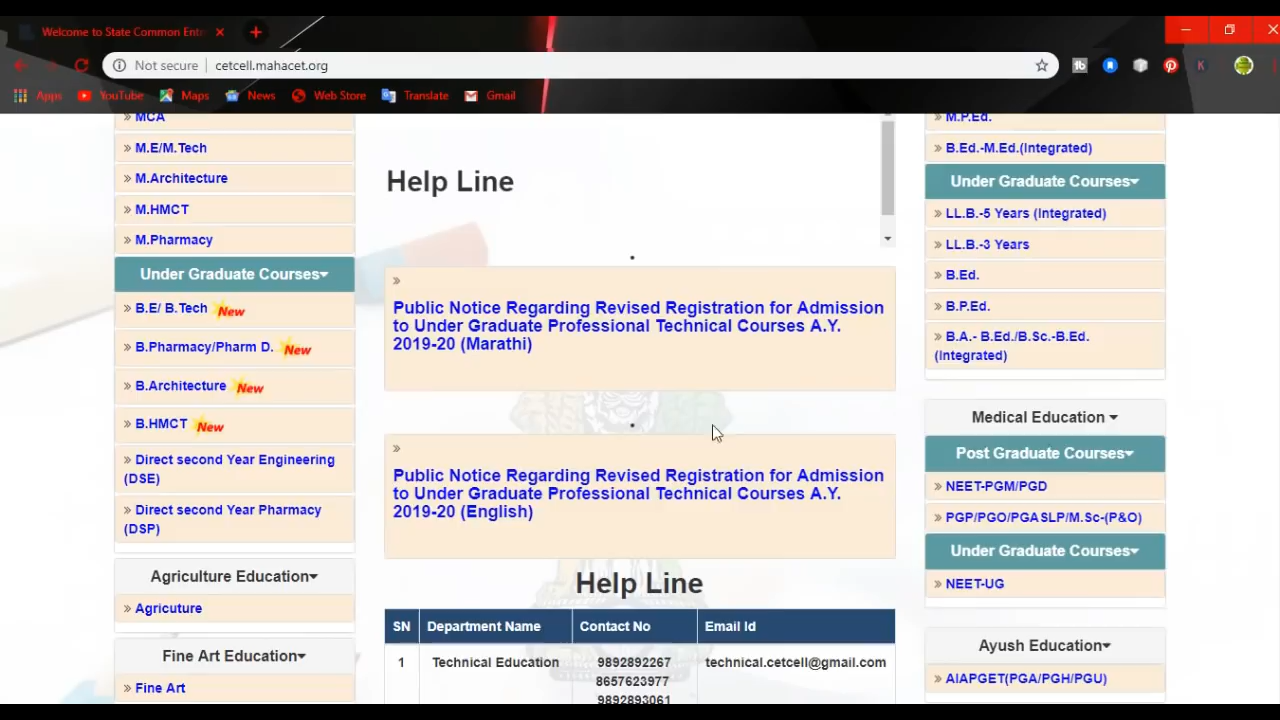 Welcome to State Common Entr
Not secure
cetcell.mahacet.org
Apps
YouTube
Maps
News
Web Store
Translate
Gmail
MCA
» M.E/M.Tech
» M.Architecture
» M.HMCT
» M.Pharmacy
Under Graduate Courses
» B.E/ B.Tech New
» B.Pharmacy/Pharm D. New
» B.Architecture New
» B.HMCT New
» Direct second Year Engineering
(DSE)
» Direct second Year Pharmacy
(DSP)
Agriculture Education
» Agricuture
Fine Art Education
» Fine Art
Help Line
»
Public Notice Regarding Revised Registration for Admission
to Under Graduate Professional Technical Courses A.Y.
2019-20 (Marathi)
»
Public Notice Regarding Revised Registration for Admission
to Under Graduate Professional Technical Courses A.Y.
2019-20 (English)
Help Line
SN Department Name Contact No Email Id
1 Technical Education 9892892267 technical.cetcell@gmail.com
8657623977
9892893061
» M.P.Ed.
» B.Ed.-M.Ed.(Integrated)
Under Graduate Courses
» LL.B.-5 Years (Integrated)
» LL.B.-3 Years
» B.Ed.
» B.P.Ed.
» B.A.- B.Ed./B.Sc.-B.Ed.
(Integrated)
Medical Education
Post Graduate Courses
» NEET-PGM/PGD
» PGP/PGO/PGASLP/M.Sc-(P&O)
Under Graduate Courses
» NEET-UG
Ayush Education
» AIAPGET(PGA/PGH/PGU)